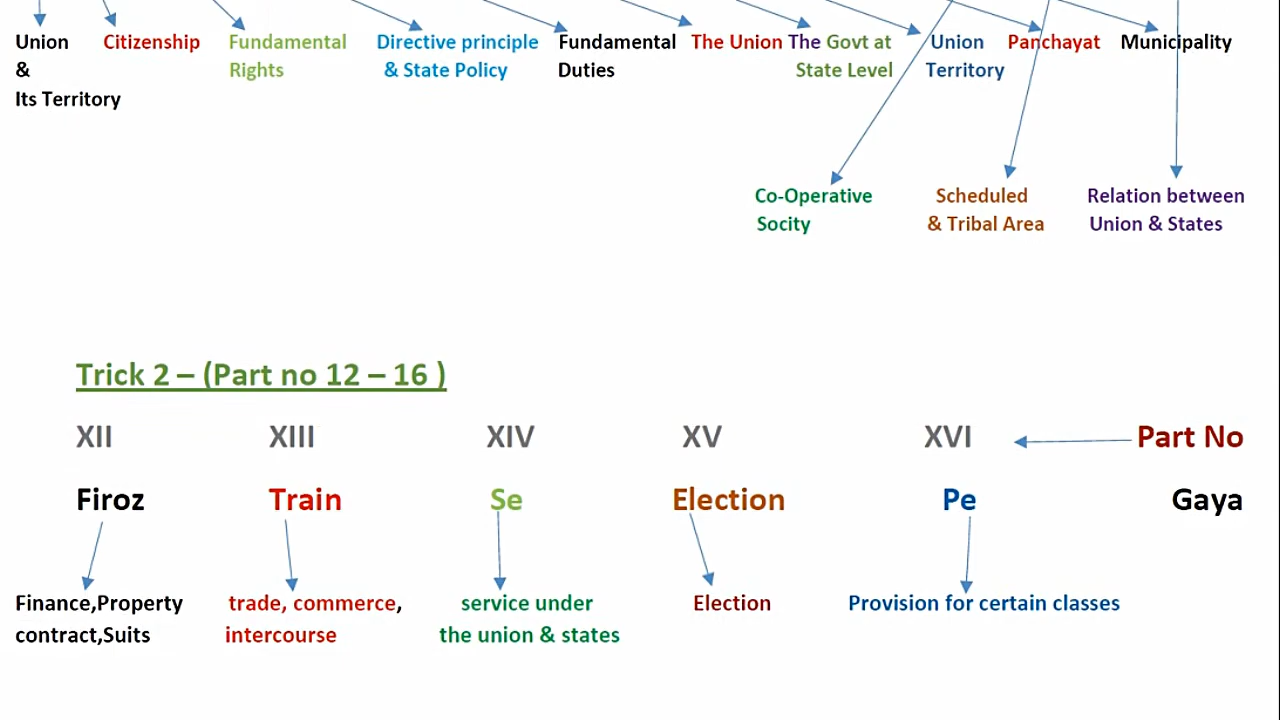 Union Citizenship Fundamental Directive principle Fundamental The Union The Govt at Union Panchayat Municipality
& Rights & State Policy Duties State Level Territory
Its Territory
Co-Operative Scheduled Relation between
Socity & Tribal Area Union & States
Trick 2 – (Part no 12 – 16 )
XII XIII XIV XV XVI Part No
Firoz Train Se Election Pe Gaya
Finance,Property trade, commerce, service under Election Provision for certain classes
contract,Suits intercourse the union & states